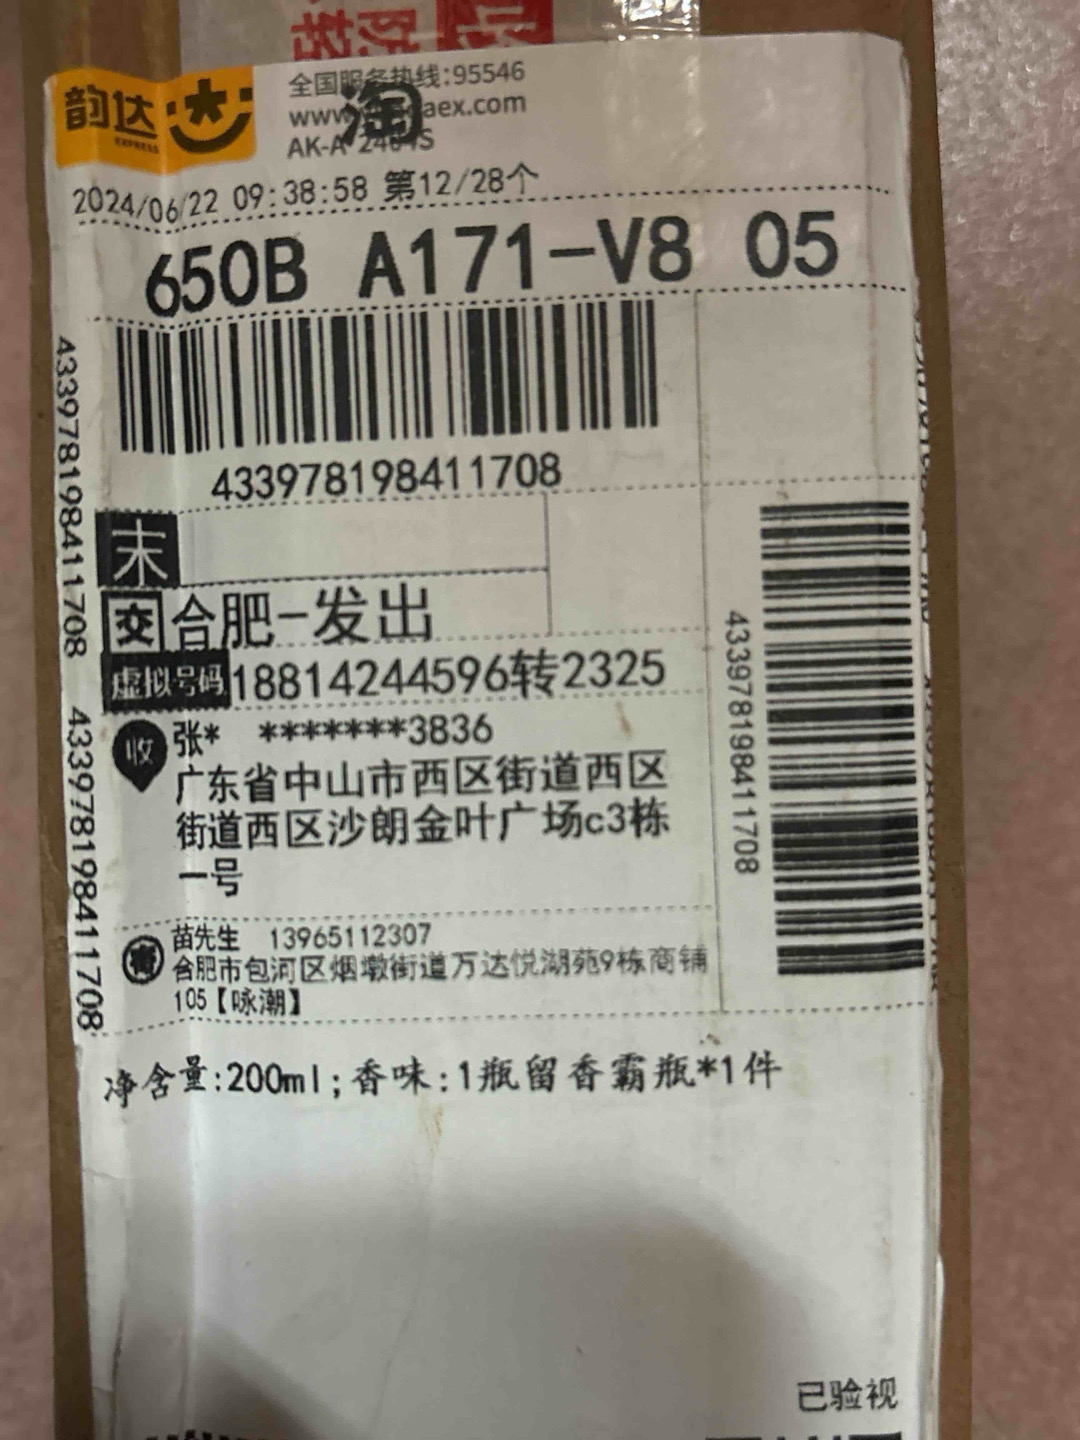 韵达
EXPRESS
全国服务热线:95546
淘
2024/06/22 09:38:58 第12/28个
650B A171-V8 05
433978198411708
433978198411708
433978198411708
433978198411708
末
交 合肥-发出
虚拟号码 18814244596转2325
收 张* *******3836
广东省中山市西区街道西区
街道西区沙朗金叶广场c3栋
一号
寄 苗先生 13965112307
合肥市包河区烟墩街道万达悦湖苑9栋商铺
105【咏潮】
净含量:200ml;香味:1瓶留香霸瓶*1件
已验视